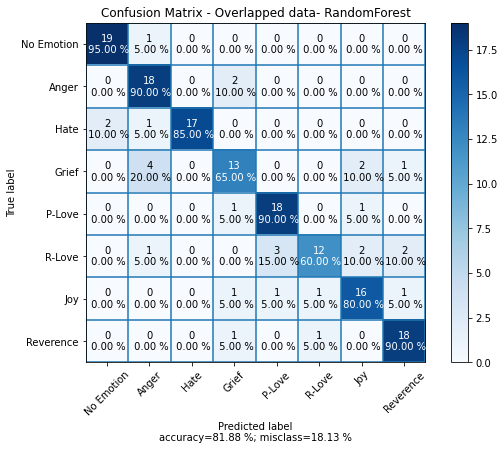 Confusion Matrix - Overlapped data- RandomForest
No Emotion 19 1 0 0 0 0 0 0
95.00 % 5.00 % 0.00 % 0.00 % 0.00 % 0.00 % 0.00 % 0.00 %
Anger 0 18 0 2 0 0 0 0
0.00 % 90.00 % 0.00 % 10.00 % 0.00 % 0.00 % 0.00 % 0.00 %
Hate 2 1 17 0 0 0 0 0
10.00 % 5.00 % 85.00 % 0.00 % 0.00 % 0.00 % 0.00 % 0.00 %
Grief 0 4 0 13 0 0 2 1
0.00 % 20.00 % 0.00 % 65.00 % 0.00 % 0.00 % 10.00 % 5.00 %
P-Love 0 0 0 1 18 0 1 0
0.00 % 0.00 % 0.00 % 5.00 % 90.00 % 0.00 % 5.00 % 0.00 %
R-Love 0 1 0 0 3 12 2 2
0.00 % 5.00 % 0.00 % 0.00 % 15.00 % 60.00 % 10.00 % 10.00 %
Joy 0 0 0 1 1 1 16 1
0.00 % 0.00 % 0.00 % 5.00 % 5.00 % 5.00 % 80.00 % 5.00 %
Reverence 0 0 0 1 0 1 0 18
0.00 % 0.00 % 0.00 % 5.00 % 0.00 % 5.00 % 0.00 % 90.00 %
True label
No Emotion Anger Hate Grief P-Love R-Love Joy Reverence
Predicted label
accuracy=81.88 %; misclass=18.13 %
17.5
15.0
12.5
10.0
7.5
5.0
2.5
0.0